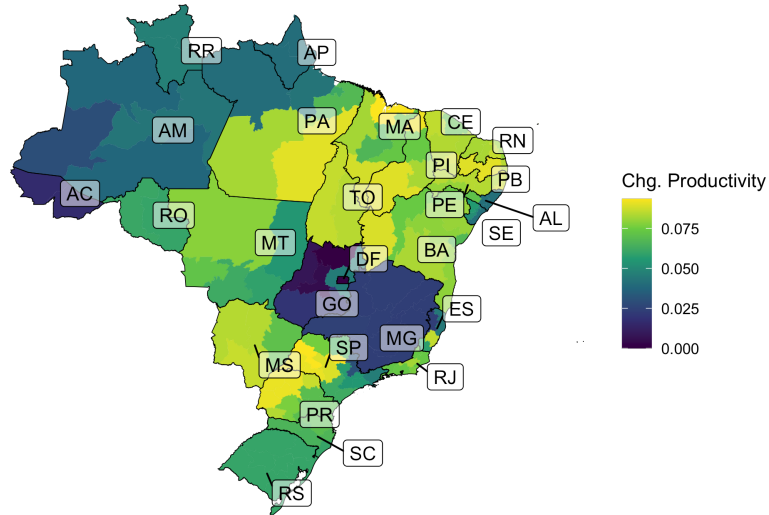 RR
AP
AM
PA
MA
CE
RN
PI
PB
AC
RO
TO
PE
AL
SE
MT
BA
DF
GO
ES
MG
SP
MS
RJ
PR
SC
RS
Chg. Productivity
0.075
0.050
0.025
0.000